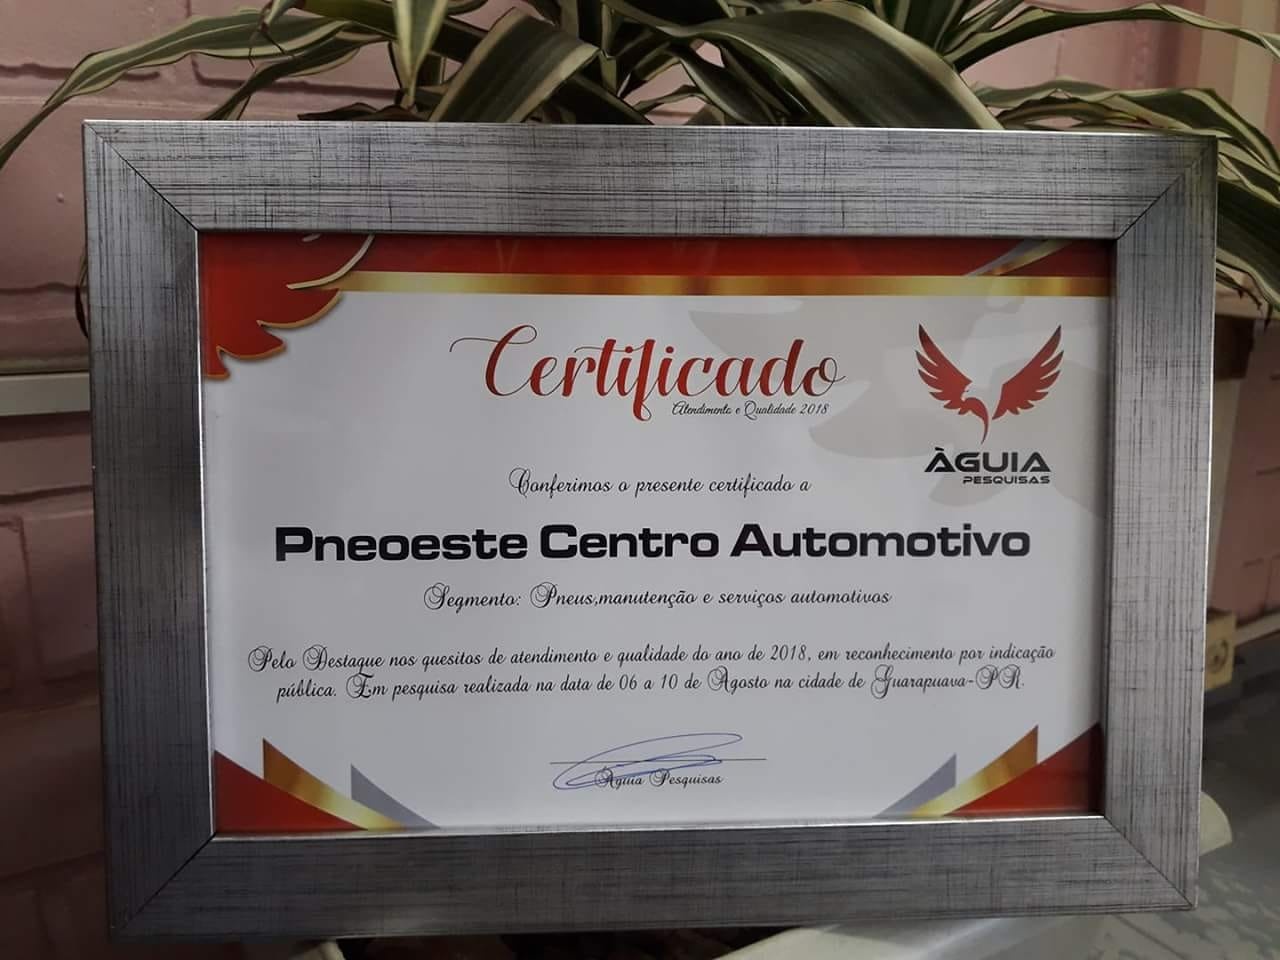 Certificado
Atendimento e Qualidade 2018
ÀGUIA
PESQUISAS
Conferimos o presente certificado a
Pneoeste Centro Automotivo
Segmento: Pneus,manutenção e serviços automotivos
Pelo Destaque nos quesitos de atendimento e qualidade do ano de 2018, em reconhecimento por indicação
pública. Em pesquisa realizada na data de 06 a 10 de Agosto na cidade de Guarapuava-PR.
Águia Pesquisas